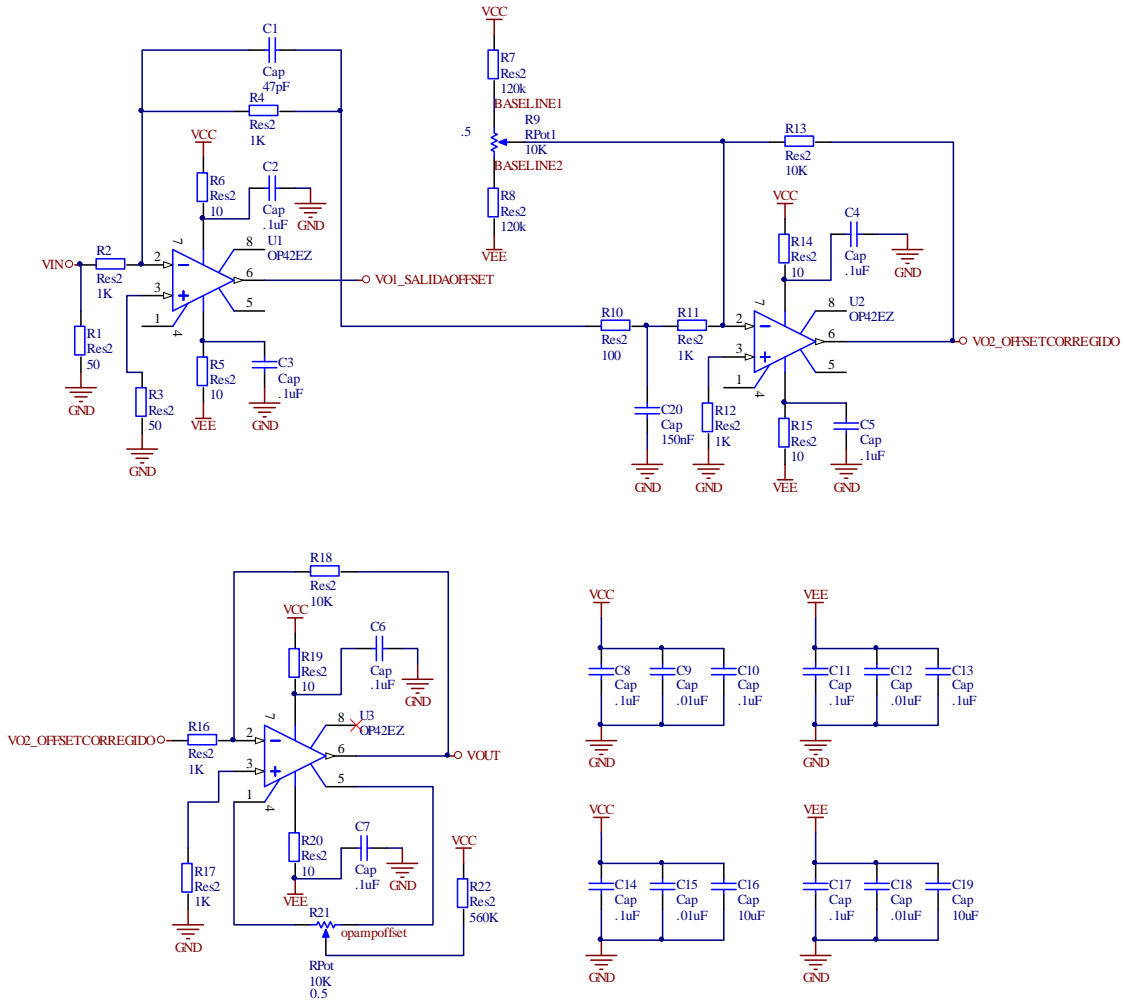 C1
Cap
47pF
R4
Res2
1K
VCC
R6
Res2
10
C2
Cap
.1uF
GND
U1
OP42EZ
7
8
6
5
2
3
1
4
VIN
R2
Res2
1K
R1
Res2
50
GND
R3
Res2
50
GND
R5
Res2
10
VEE
C3
Cap
.1uF
GND
VO1_SALIDAOFFSET
VCC
R7
Res2
120k
BASELINE1
.5
R9
RPot1
10K
BASELINE2
R8
Res2
120k
VEE
R13
Res2
10K
VCC
R14
Res2
10
C4
Cap
.1uF
GND
U2
OP42EZ
7
8
6
5
2
3
1
4
R10
Res2
100
R11
Res2
1K
C20
Cap
150nF
GND
R12
Res2
1K
GND
R15
Res2
10
VEE
C5
Cap
.1uF
GND
VO2_OFFSETCORREGIDO
R18
Res2
10K
VCC
R19
Res2
10
C6
Cap
.1uF
GND
U3
OP42EZ
7
8
6
5
2
3
1
4
VO2_OFFSETCORREGIDO
R16
Res2
1K
R17
Res2
1K
GND
R20
Res2
10
VEE
C7
Cap
.1uF
GND
VOUT
VCC
R22
Res2
560K
R21
opampoffset
RPot
10K
0.5
VCC
C8
Cap
.1uF
C9
Cap
.01uF
C10
Cap
.1uF
GND
VEE
C11
Cap
.1uF
C12
Cap
.01uF
C13
Cap
.1uF
GND
VCC
C14
Cap
.1uF
C15
Cap
.01uF
C16
Cap
10uF
GND
VEE
C17
Cap
.1uF
C18
Cap
.01uF
C19
Cap
10uF
GND